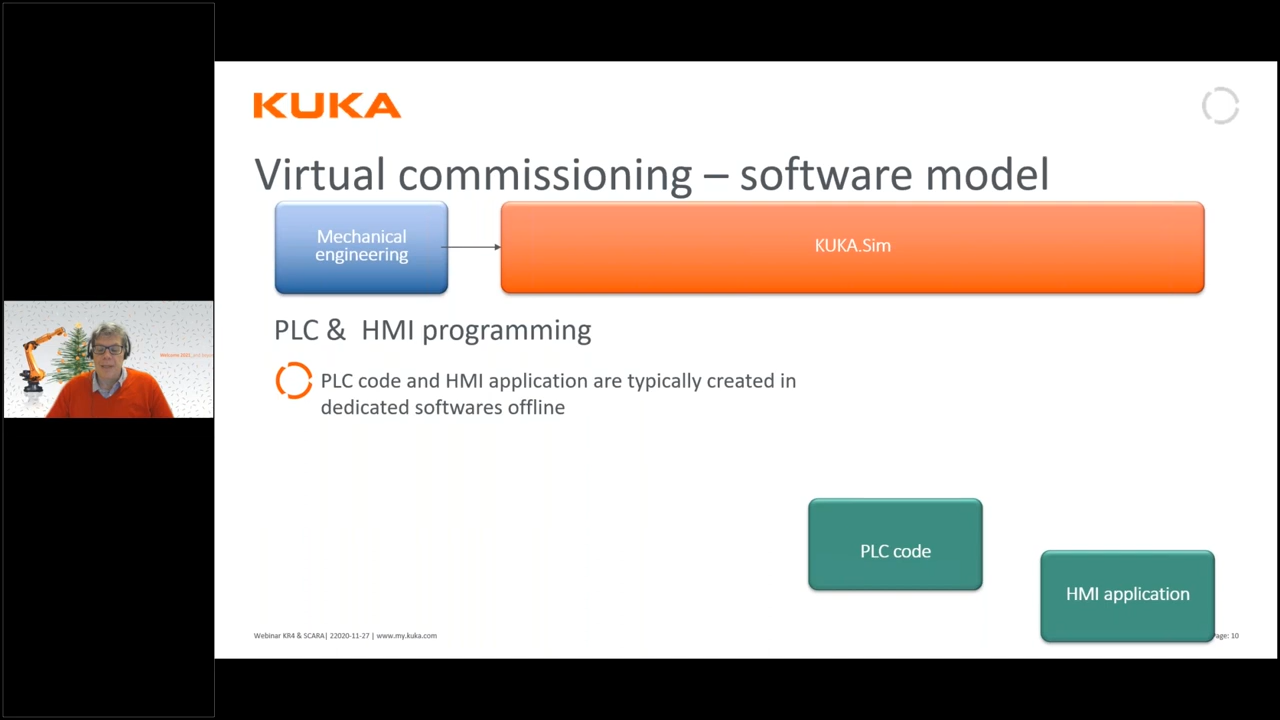 KUKA
Virtual commissioning – software model
Mechanical
engineering
KUKA.Sim
PLC & HMI programming
PLC code and HMI application are typically created in
dedicated softwares offline
PLC code
HMI application
Webinar KR4 & SCARA| 22020-11-27 | www.my.kuka.com
Page: 10
Welcome 2022